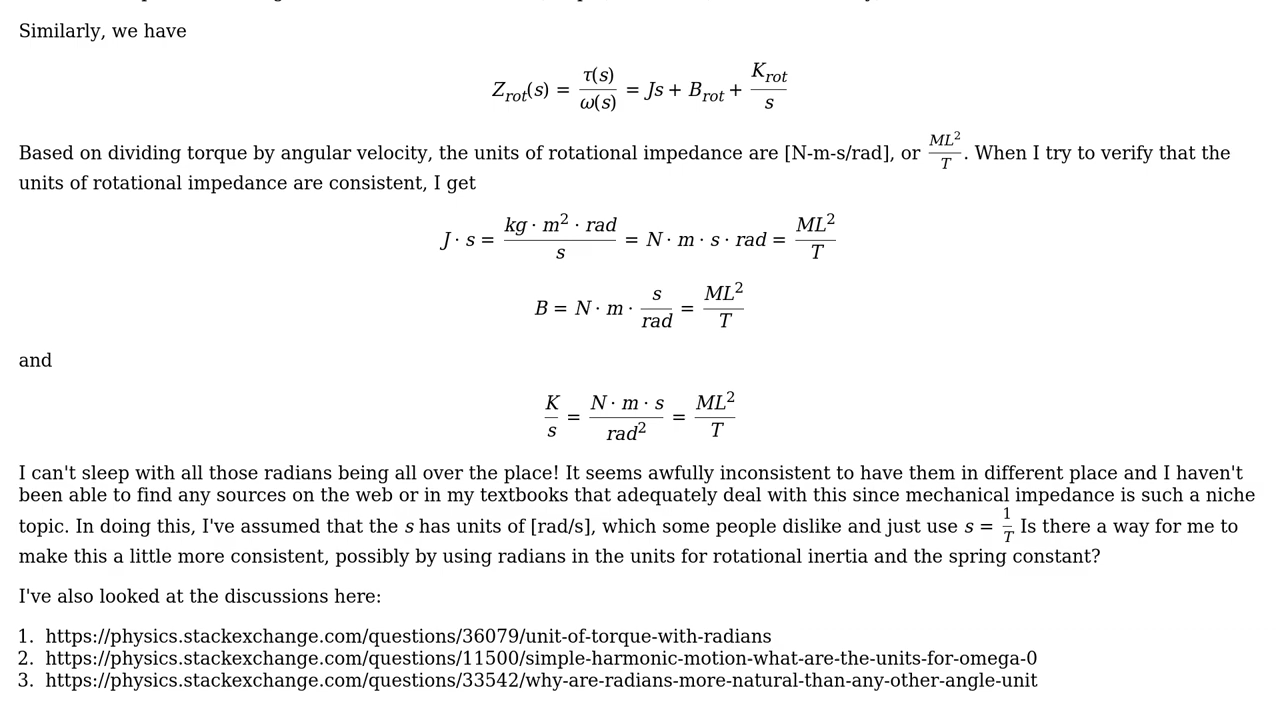 Similarly, we have
Z_rot(s) = τ(s)/ω(s) = Js + B_rot + K_rot/s
Based on dividing torque by angular velocity, the units of rotational impedance are [N-m-s/rad], or ML²/T. When I try to verify that the
units of rotational impedance are consistent, I get
J · s = kg · m² · rad/s = N · m · s · rad = ML²/T
B = N · m · s/rad = ML²/T
and
K/s = N · m · s/rad² = ML²/T
I can't sleep with all those radians being all over the place! It seems awfully inconsistent to have them in different place and I haven't
been able to find any sources on the web or in my textbooks that adequately deal with this since mechanical impedance is such a niche
topic. In doing this, I've assumed that the s has units of [rad/s], which some people dislike and just use s = 1/T Is there a way for me to
make this a little more consistent, possibly by using radians in the units for rotational inertia and the spring constant?
I've also looked at the discussions here:
1. https://physics.stackexchange.com/questions/36079/unit-of-torque-with-radians
2. https://physics.stackexchange.com/questions/11500/simple-harmonic-motion-what-are-the-units-for-omega-0
3. https://physics.stackexchange.com/questions/33542/why-are-radians-more-natural-than-any-other-angle-unit